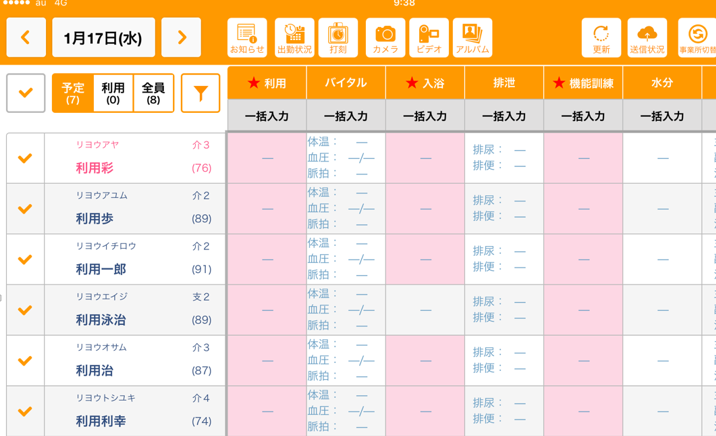 au 4G 9:38
1月17日(水)
お知らせ 出勤状況 打刻 カメラ ビデオ アルバム 更新 送信状況 事業所切替
予定 (7) 利用 (0) 全員 (8)
★ 利用 バイタル ★ 入浴 排泄 ★ 機能訓練 水分
一括入力 一括入力 一括入力 一括入力 一括入力 一括入力
リヨウアヤ 介3
利用彩 (76)
— 体温： — 血圧： —/— 脈拍： — — 排尿： — 排便： — — —
リヨウアユム 介2
利用歩 (89)
— 体温： — 血圧： —/— 脈拍： — — 排尿： — 排便： — — —
リヨウイチロウ 介2
利用一郎 (91)
— 体温： — 血圧： —/— 脈拍： — — 排尿： — 排便： — — —
リヨウエイジ 支2
利用泳治 (89)
— 体温： — 血圧： —/— 脈拍： — — 排尿： — 排便： — — —
リヨウオサム 介3
利用治 (87)
— 体温： — 血圧： —/— 脈拍： — — 排尿： — 排便： — — —
リヨウトシユキ 介4
利用利幸 (74)
— 体温： — 血圧： —/— 脈拍： — — 排尿： — 排便： — — —